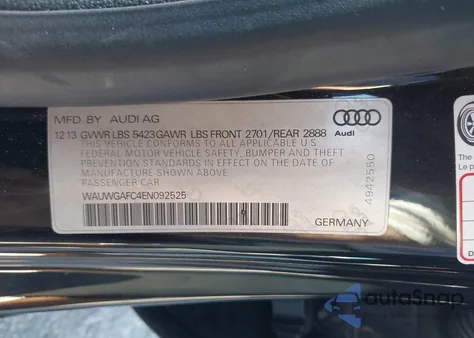 MFD. BY AUDI AG
12.13 GVWR LBS 5423 GAWR LBS FRONT 2701/REAR 2888
THIS VEHICLE CONFORMS TO ALL APPLICABLE U.S
FEDERAL MOTOR VEHICLE SAFETY, BUMPER AND THEFT
PREVENTION STANDARDS IN EFFECT ON THE DATE OF
MANUFACTURE SHOWN ABOVE.
PASSENGER CAR
WAUWGAFC4EN092525
GERMANY
Audi
4942550
The
Le p
autoSnap